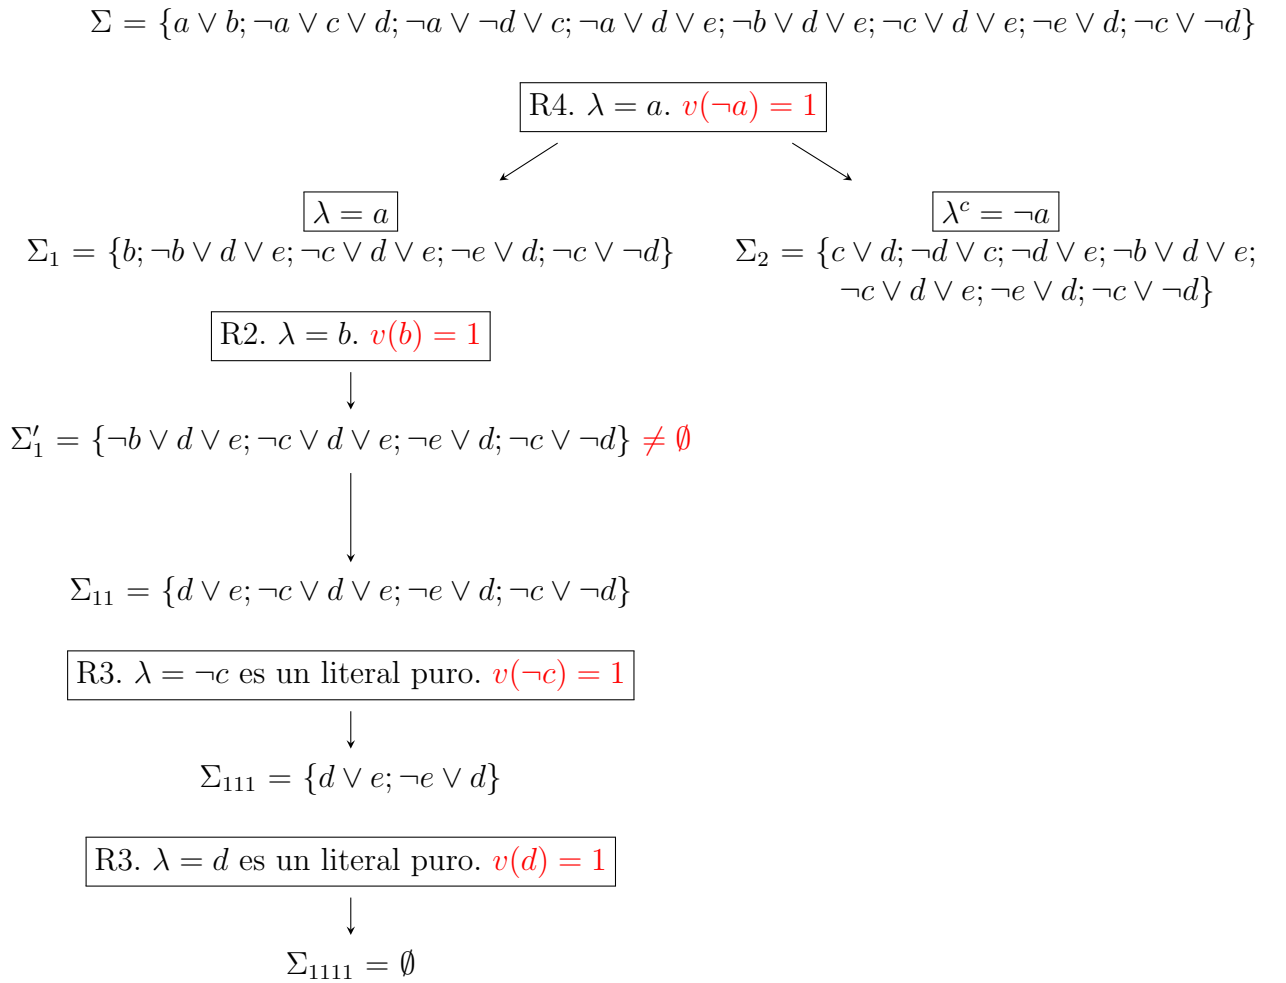 Σ = {a ∨ b; ¬a ∨ c ∨ d; ¬a ∨ ¬d ∨ c; ¬a ∨ d ∨ e; ¬b ∨ d ∨ e; ¬c ∨ d ∨ e; ¬e ∨ d; ¬c ∨ ¬d}
R4. λ = a. v(¬a) = 1
λ = a
Σ₁ = {b; ¬b ∨ d ∨ e; ¬c ∨ d ∨ e; ¬e ∨ d; ¬c ∨ ¬d}
λᶜ = ¬a
Σ₂ = {c ∨ d; ¬d ∨ c; ¬d ∨ e; ¬b ∨ d ∨ e;
¬c ∨ d ∨ e; ¬e ∨ d; ¬c ∨ ¬d}
R2. λ = b. v(b) = 1
Σ′₁ = {¬b ∨ d ∨ e; ¬c ∨ d ∨ e; ¬e ∨ d; ¬c ∨ ¬d} ≠ ∅
Σ₁₁ = {d ∨ e; ¬c ∨ d ∨ e; ¬e ∨ d; ¬c ∨ ¬d}
R3. λ = ¬c es un literal puro. v(¬c) = 1
Σ₁₁₁ = {d ∨ e; ¬e ∨ d}
R3. λ = d es un literal puro. v(d) = 1
Σ₁₁₁₁ = ∅